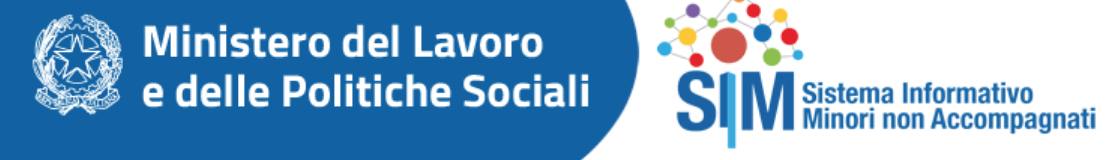 Ministero del Lavoro
e delle Politiche Sociali
SIM
Sistema Informativo
Minori non Accompagnati